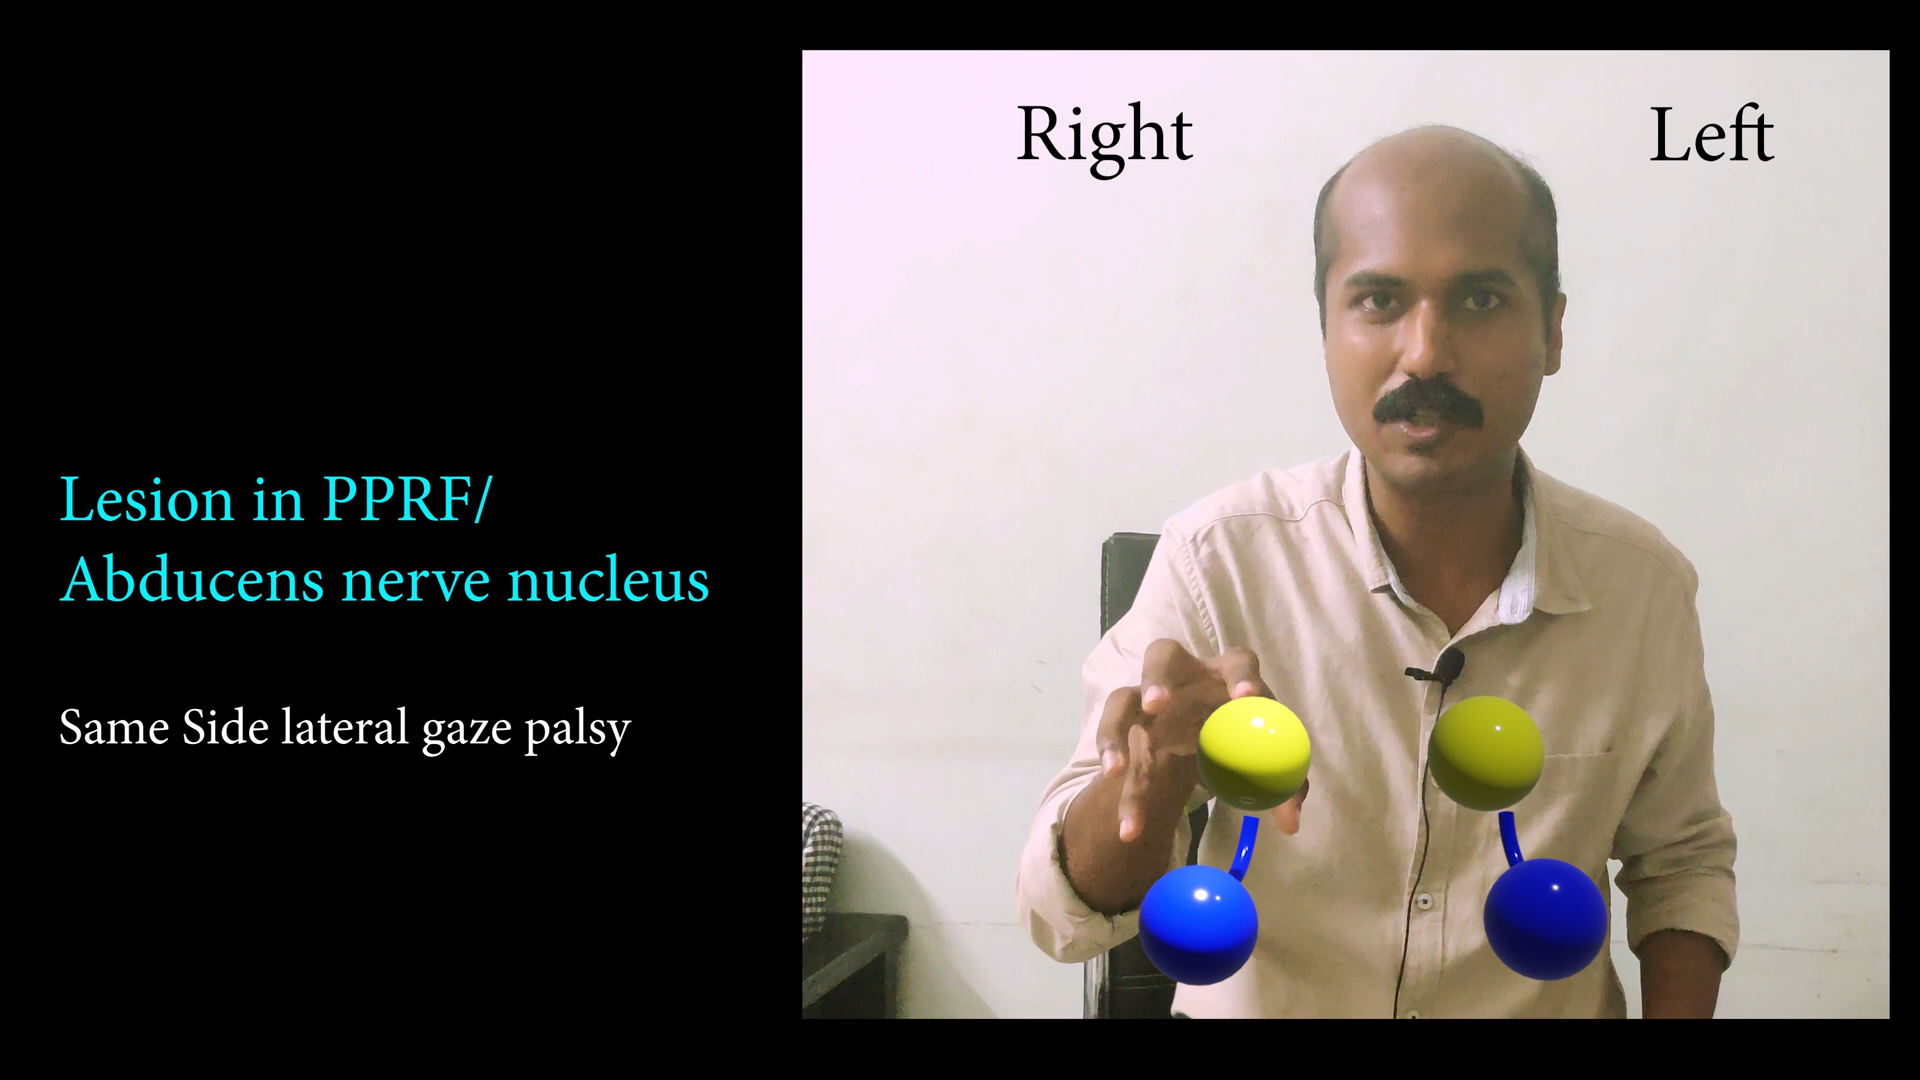 Right
Left
Lesion in PPRF/
Abducens nerve nucleus
Same Side lateral gaze palsy